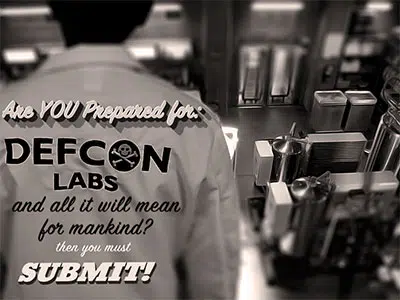 Are YOU Prepared for:
DEFCON
LABS
and all it will mean
for mankind?
then you must
SUBMIT!